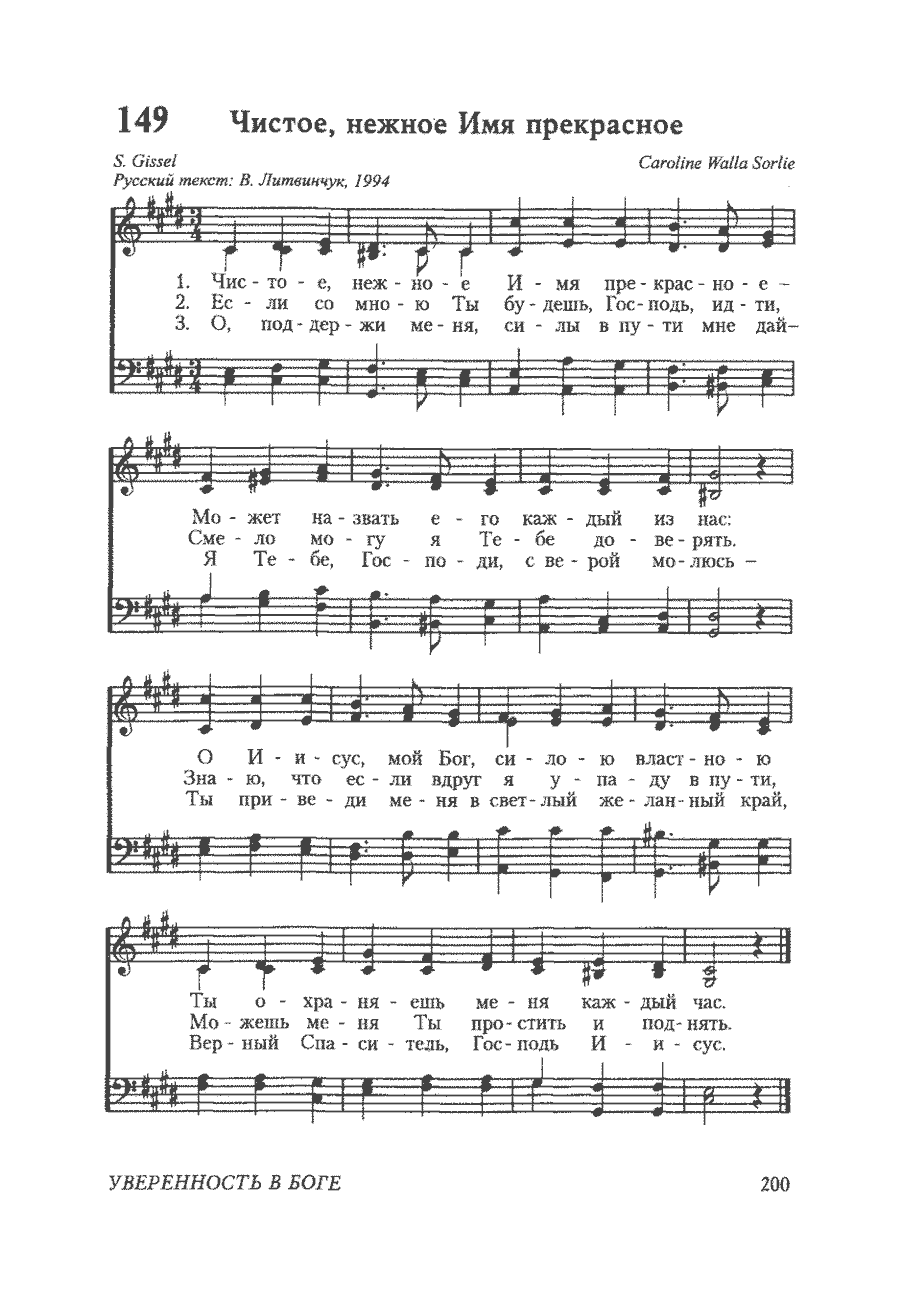 149 Чистое, нежное Имя прекрасное
S. Gissel Caroline Walla Sorlie
Русский текст: В. Литвинчук, 1994
3
4
1. Чис - то - е, неж - но - е И - мя пре - крас - но - е –
2. Ес - ли со мно - ю Ты бу - дешь, Гос - подь, ид - ти,
3. О, под - дер - жи ме - ня, си - лы в пу - ти мне дай–
3
4
Мо - жет на - звать е - го каж - дый из нас:
Сме - ло мо - гу я Те - бе до - ве - рять.
Я Те - бе, Гос - по - ди, с ве - рой мо - люсь –
О И - и - сус, мой Бог, си - ло - ю власт - но - ю
Зна - ю, что ес - ли вдруг я у - па - ду в пу - ти,
Ты при - ве - ди ме - ня в свет - лый же - лан - ный край,
Ты о - хра - ня - ешь ме - ня каж - дый час.
Мо - жешь ме - ня Ты про - стить и под - нять.
Вер - ный Спа - си - тель, Гос - подь И - и - сус.
УВЕРЕННОСТЬ В БОГЕ 200